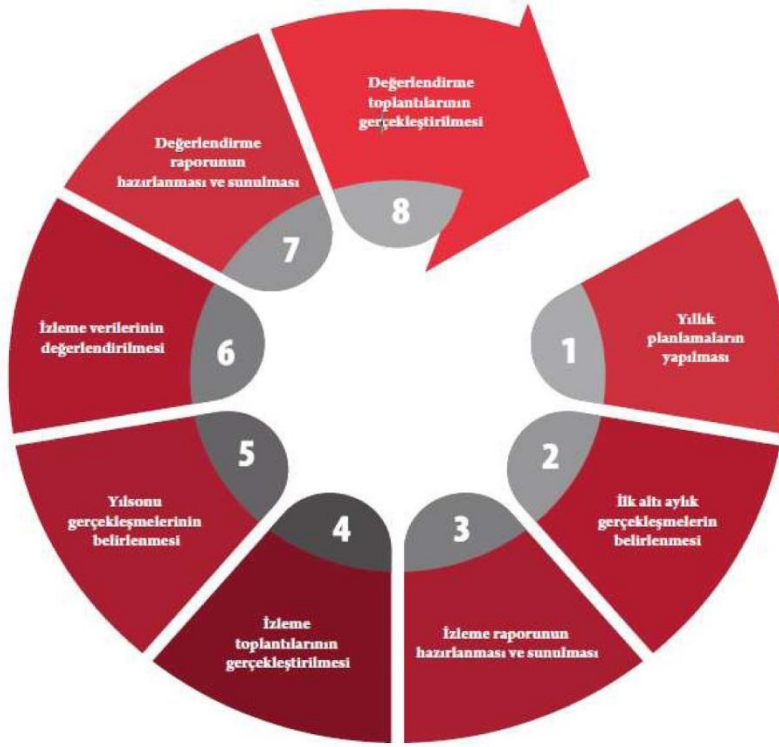 1
Yıllık
planlamaların
yapılması
2
İlk altı aylık
gerçekleşmelerin
belirlenmesi
3
İzleme raporunun
hazırlanması ve sunulması
4
İzleme
toplantılarının
gerçekleştirilmesi
5
Yılsonu
gerçekleşmelerinin
belirlenmesi
6
İzleme verilerinin
değerlendirilmesi
7
Değerlendirme
raporunun
hazırlanması ve sunulması
8
Değerlendirme
toplantılarının
gerçekleştirilmesi